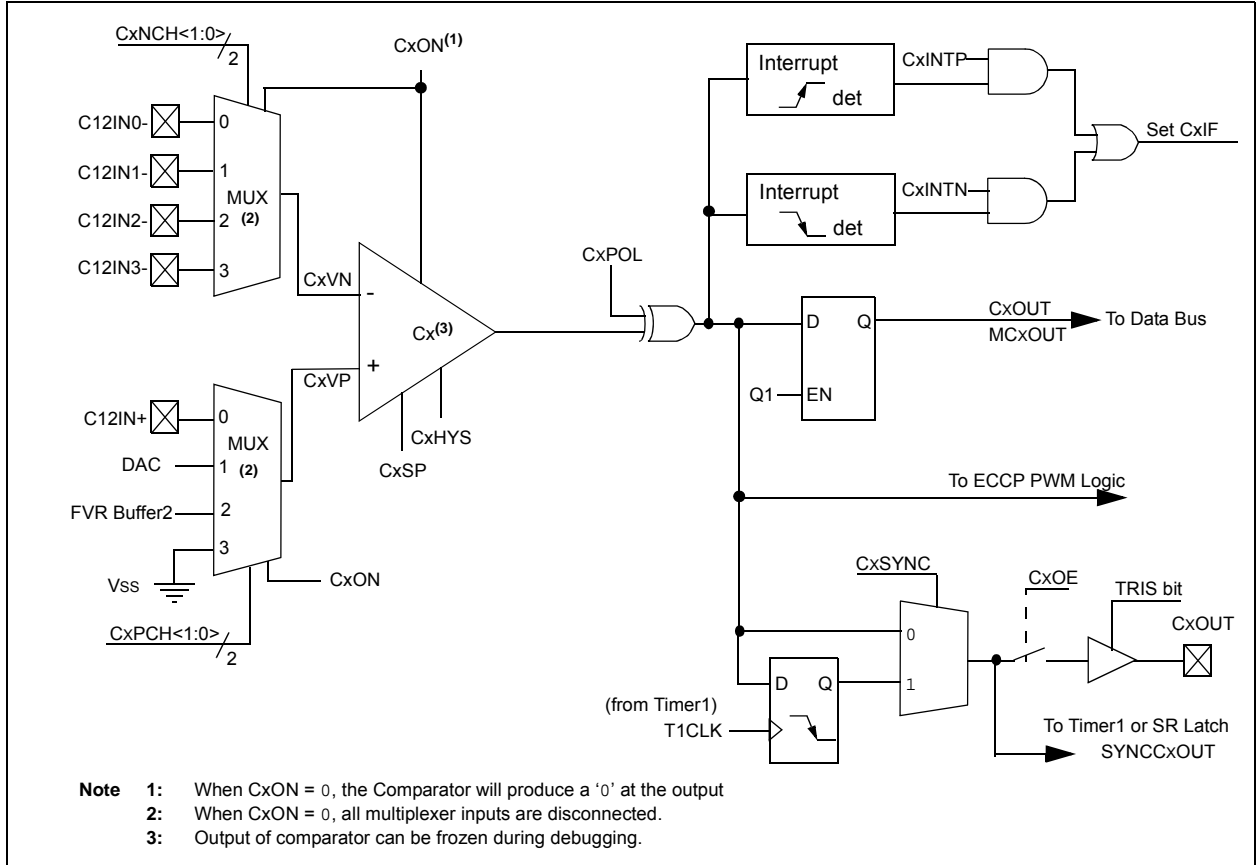 CxNCH<1:0>
2
CxON(1)
C12IN0-
0
C12IN1-
1
MUX
(2)
C12IN2-
2
C12IN3-
3
CxVN
-
Cx(3)
+
CxVP
CxHYS
CxSP
C12IN+
0
MUX
(2)
DAC
1
FVR Buffer2
2
3
Vss
CxON
CxPCH<1:0>
2
CxPOL
Interrupt
det
CxINTP
Interrupt
det
CxINTN
Set CxIF
D Q
Q1
EN
CxOUT
MCxOUT
To Data Bus
To ECCP PWM Logic
CxSYNC
0
1
D Q
(from Timer1)
T1CLK
CxOE
TRIS bit
CxOUT
To Timer1 or SR Latch
SYNCCxOUT
Note 1: When CxON = 0, the Comparator will produce a ‘0’ at the output
2: When CxON = 0, all multiplexer inputs are disconnected.
3: Output of comparator can be frozen during debugging.